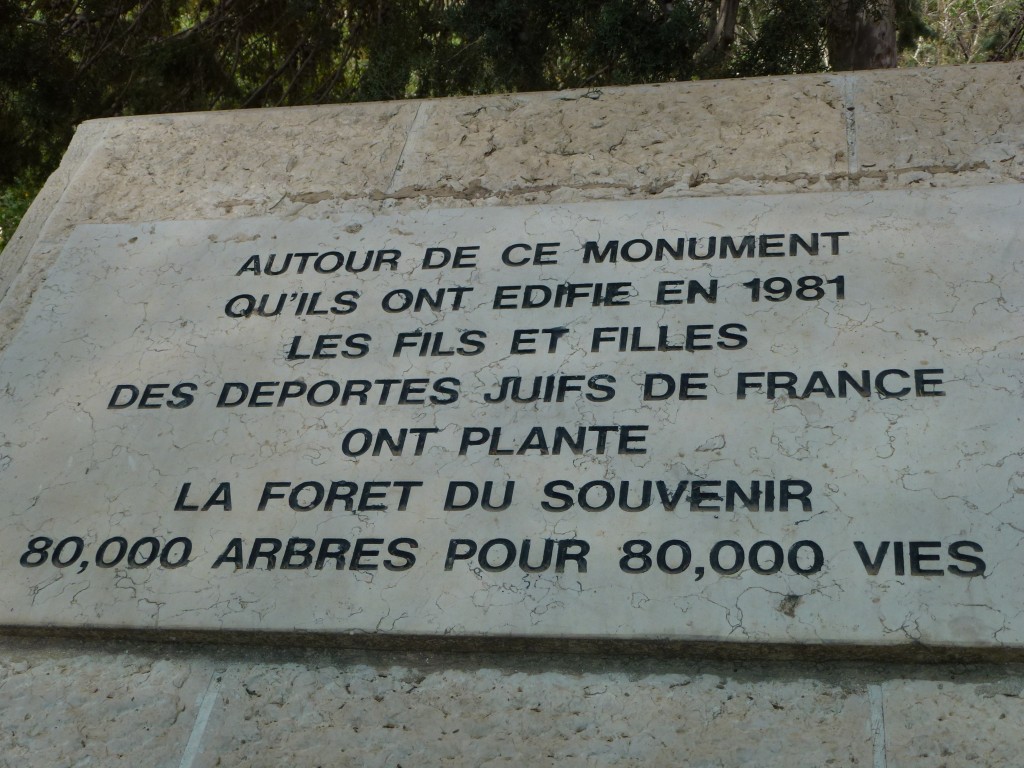 AUTOUR DE CE MONUMENT
QU'ILS ONT EDIFIE EN 1981
LES FILS ET FILLES
DES DEPORTES JUIFS DE FRANCE
ONT PLANTE
LA FORET DU SOUVENIR
80,000 ARBRES POUR 80,000 VIES